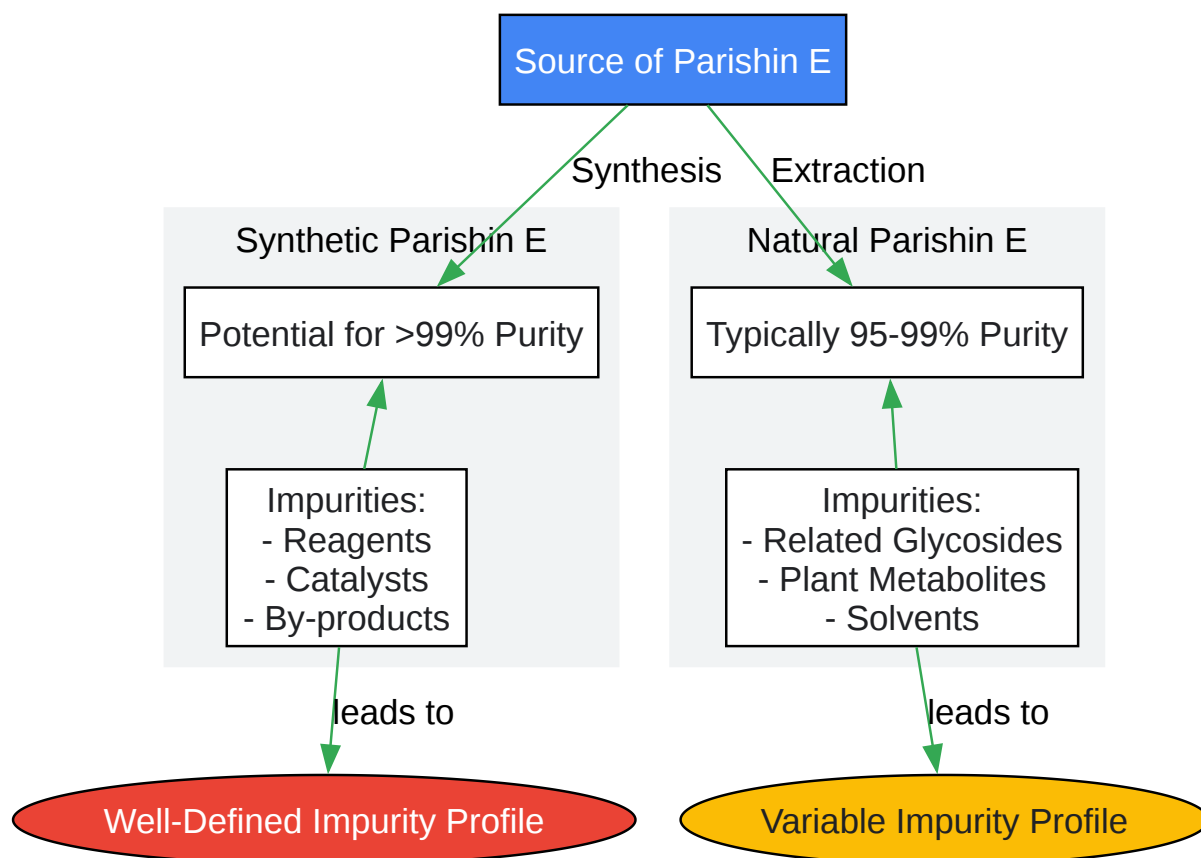 Source of Parishin E
Synthesis
Extraction
Synthetic Parishin E
Natural Parishin E
Potential for >99% Purity
Typically 95-99% Purity
Impurities:
- Reagents
- Catalysts
- By-products
Impurities:
- Related Glycosides
- Plant Metabolites
- Solvents
leads to
leads to
Well-Defined Impurity Profile
Variable Impurity Profile